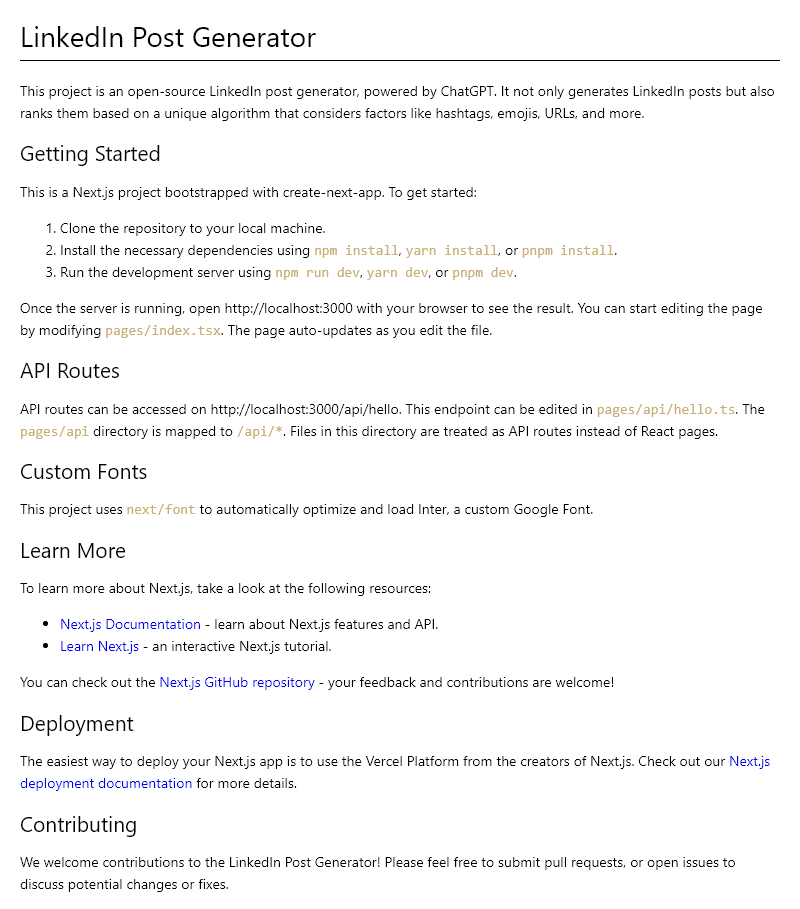 LinkedIn Post Generator
This project is an open-source LinkedIn post generator, powered by ChatGPT. It not only generates LinkedIn posts but also
ranks them based on a unique algorithm that considers factors like hashtags, emojis, URLs, and more.
Getting Started
This is a Next.js project bootstrapped with create-next-app. To get started:
1. Clone the repository to your local machine.
2. Install the necessary dependencies using npm install, yarn install, or pnpm install.
3. Run the development server using npm run dev, yarn dev, or pnpm dev.
Once the server is running, open http://localhost:3000 with your browser to see the result. You can start editing the page
by modifying pages/index.tsx. The page auto-updates as you edit the file.
API Routes
API routes can be accessed on http://localhost:3000/api/hello. This endpoint can be edited in pages/api/hello.ts. The
pages/api directory is mapped to /api/*. Files in this directory are treated as API routes instead of React pages.
Custom Fonts
This project uses next/font to automatically optimize and load Inter, a custom Google Font.
Learn More
To learn more about Next.js, take a look at the following resources:
• Next.js Documentation - learn about Next.js features and API.
• Learn Next.js - an interactive Next.js tutorial.
You can check out the Next.js GitHub repository - your feedback and contributions are welcome!
Deployment
The easiest way to deploy your Next.js app is to use the Vercel Platform from the creators of Next.js. Check out our Next.js
deployment documentation for more details.
Contributing
We welcome contributions to the LinkedIn Post Generator! Please feel free to submit pull requests, or open issues to
discuss potential changes or fixes.